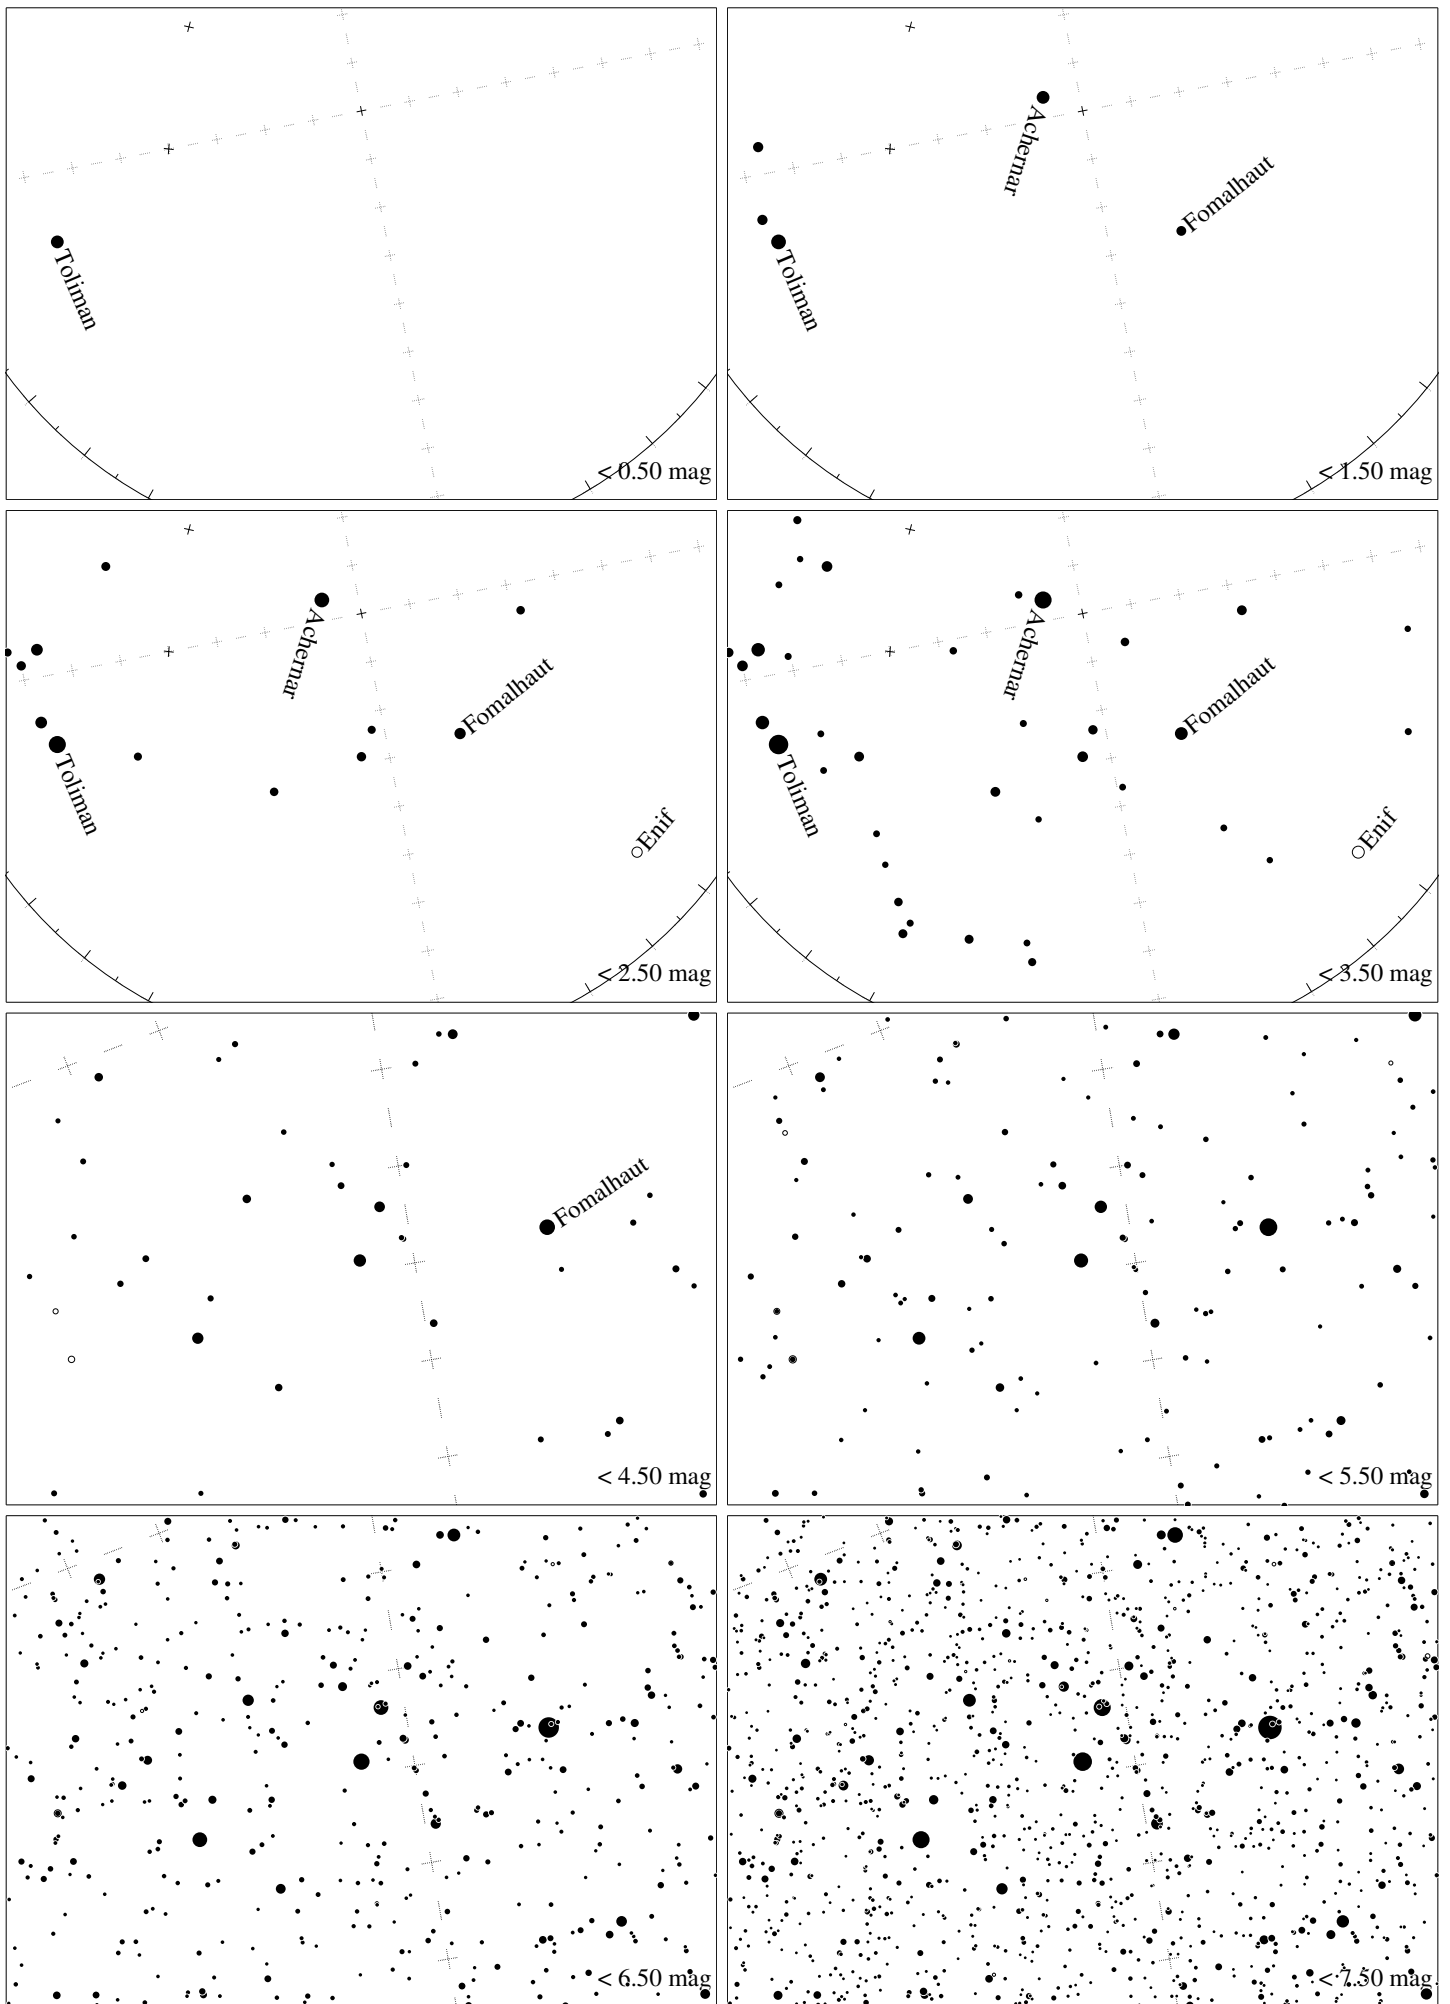 Toliman
< 0.50 mag
Achernar
Fomalhaut
Toliman
< 1.50 mag
Achernar
Fomalhaut
Toliman
Enif
< 2.50 mag
Achernar
Fomalhaut
Toliman
Enif
< 3.50 mag
Fomalhaut
< 4.50 mag
< 5.50 mag
< 6.50 mag
< 7.50 mag